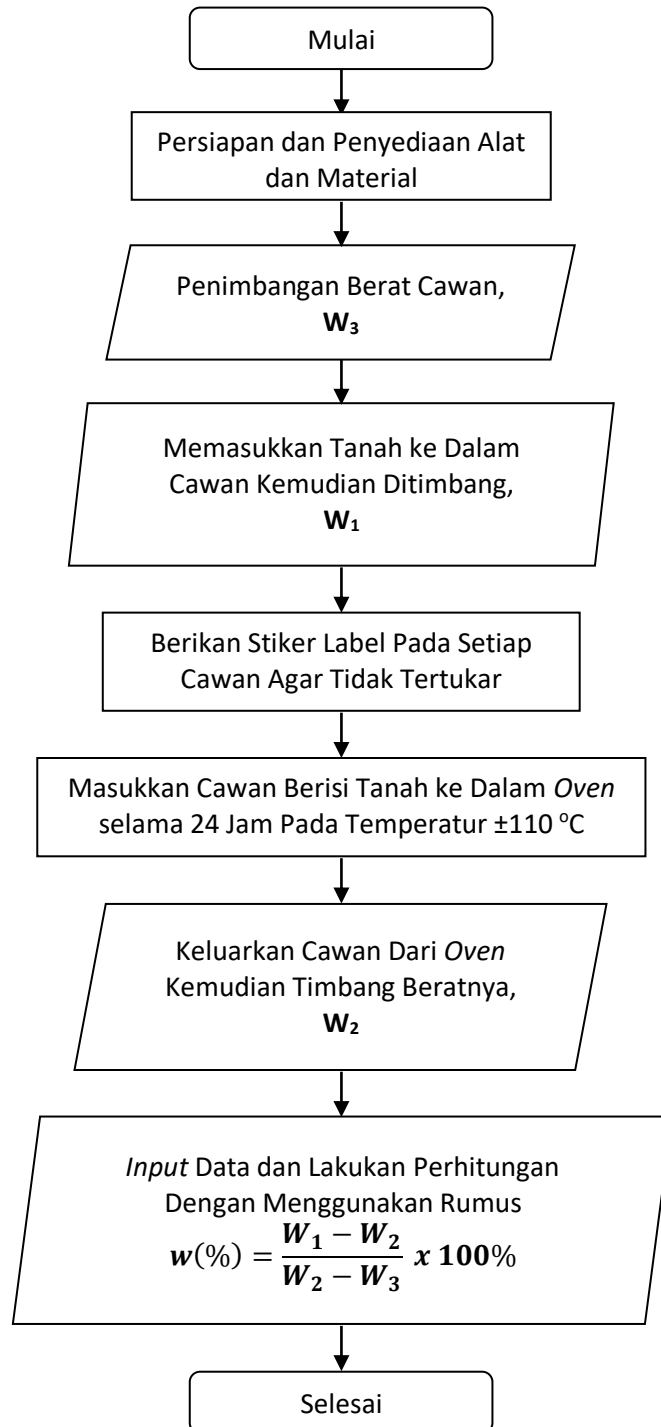 Mulai
Persiapan dan Penyediaan Alat
dan Material
Penimbangan Berat Cawan,
W₃
Memasukkan Tanah ke Dalam
Cawan Kemudian Ditimbang,
W₁
Berikan Stiker Label Pada Setiap
Cawan Agar Tidak Tertukar
Masukkan Cawan Berisi Tanah ke Dalam Oven
selama 24 Jam Pada Temperatur ±110 °C
Keluarkan Cawan Dari Oven
Kemudian Timbang Beratnya,
W₂
Input Data dan Lakukan Perhitungan
Dengan Menggunakan Rumus
w(%) = (W₁ − W₂)/(W₂ − W₃) x 100%
Selesai